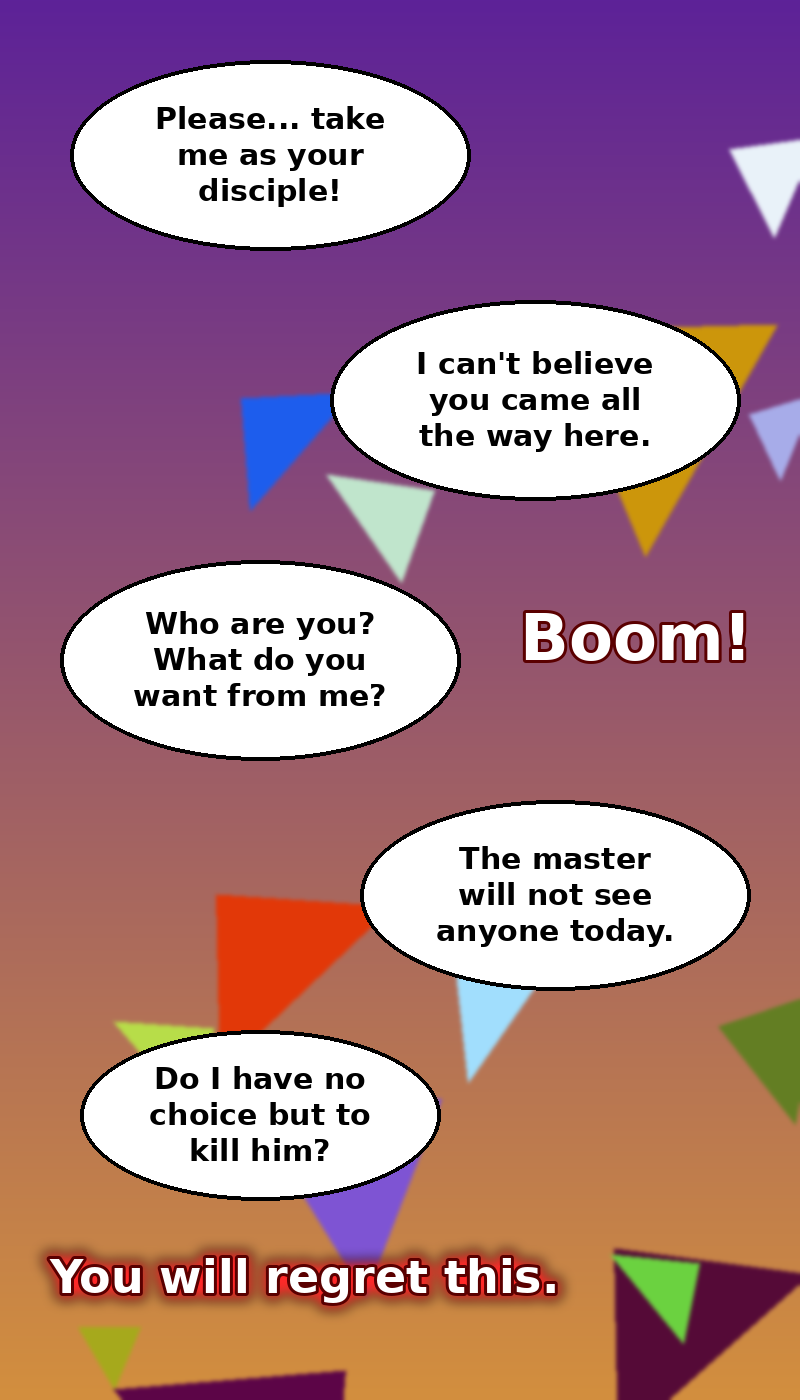 Please... take
me as your
disciple!
I can't believe
you came all
the way here.
Who are you?
What do you
want from me?
Boom!
The master
will not see
anyone today.
Do I have no
choice but to
kill him?
You will regret this.